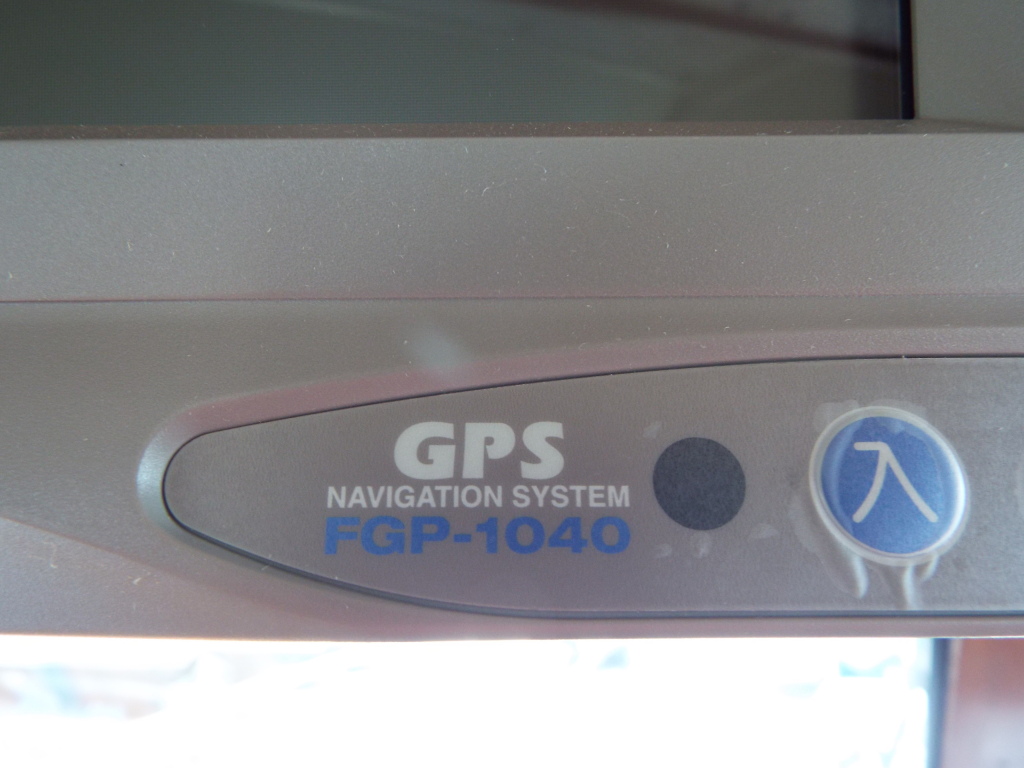 GPS
NAVIGATION SYSTEM
FGP-1040
入